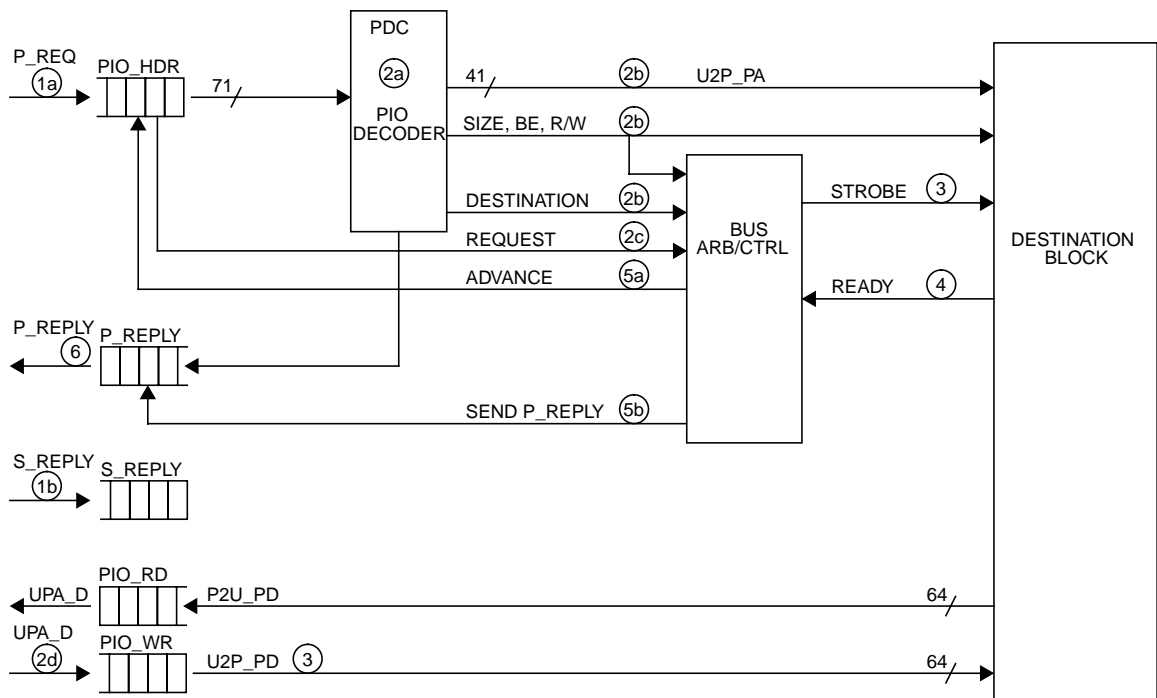 PDC
P_REQ
1a
PIO_HDR
71
2a
41
2b
U2P_PA
PIO
DECODER
SIZE, BE, R/W
2b
DESTINATION
2b
STROBE
3
REQUEST
2c
BUS
ARB/CTRL
DESTINATION
BLOCK
ADVANCE
5a
READY
4
P_REPLY
6
P_REPLY
SEND P_REPLY
5b
S_REPLY
1b
S_REPLY
PIO_RD
UPA_D
P2U_PD
64
UPA_D
2d
PIO_WR
U2P_PD
3
64